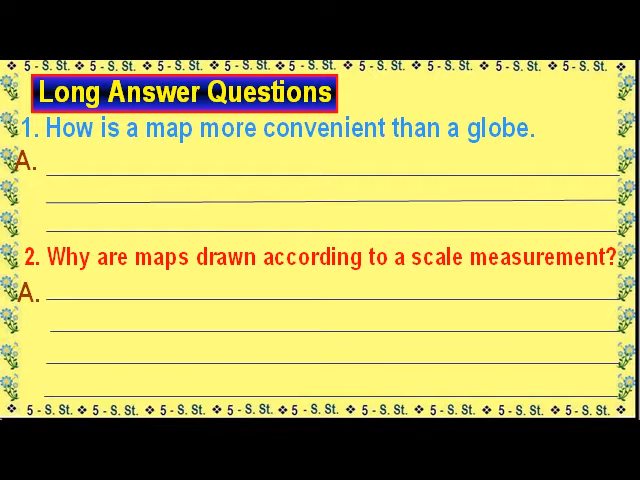 ❖ 5 - S. St. ❖ 5 - S. St. ❖ 5 - S. St. ❖ 5 - S. St. ❖ 5 - S. St. ❖ 5 - S. St. ❖ 5 - S. St. ❖ 5 - S. St. ❖ 5 - S. St. ❖
Long Answer Questions
1. How is a map more convenient than a globe.
A.
2. Why are maps drawn according to a scale measurement?
A.
❖ 5 - S. St. ❖ 5 - S. St. ❖ 5 - S. St. ❖ 5 - S. St. ❖ 5 - S. St. ❖ 5 - S. St. ❖ 5 - S. St. ❖ 5 - S. St. ❖ 5 - S. St. ❖